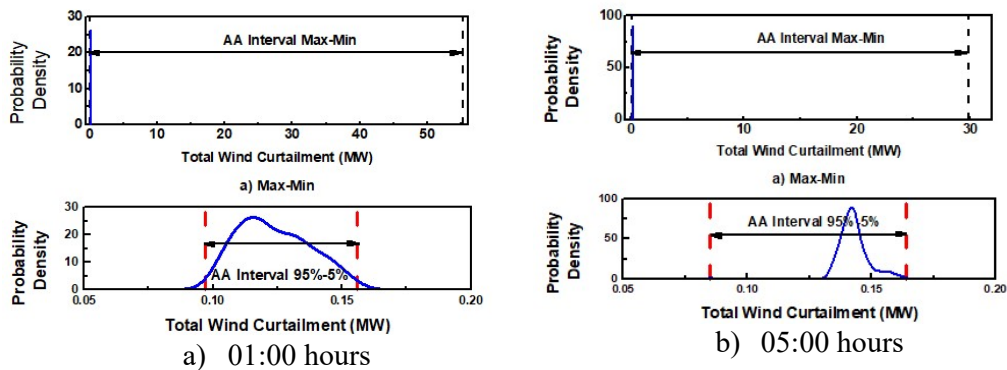 30
20
10
0
Probability
Density
AA Interval Max-Min
0 10 20 30 40 50
Total Wind Curtailment (MW)
a) Max-Min
30
20
10
0
Probability
Density
AA Interval 95%-5%
0.05 0.10 0.15 0.20
Total Wind Curtailment (MW)
a) 01:00 hours
100
75
50
25
0
Probability
Density
AA Interval Max-Min
0 10 20 30
Total Wind Curtailment (MW)
a) Max-Min
100
75
50
25
0
Probability
Density
AA Interval 95%-5%
0.05 0.10 0.15 0.20
Total Wind Curtailment (MW)
b) 05:00 hours